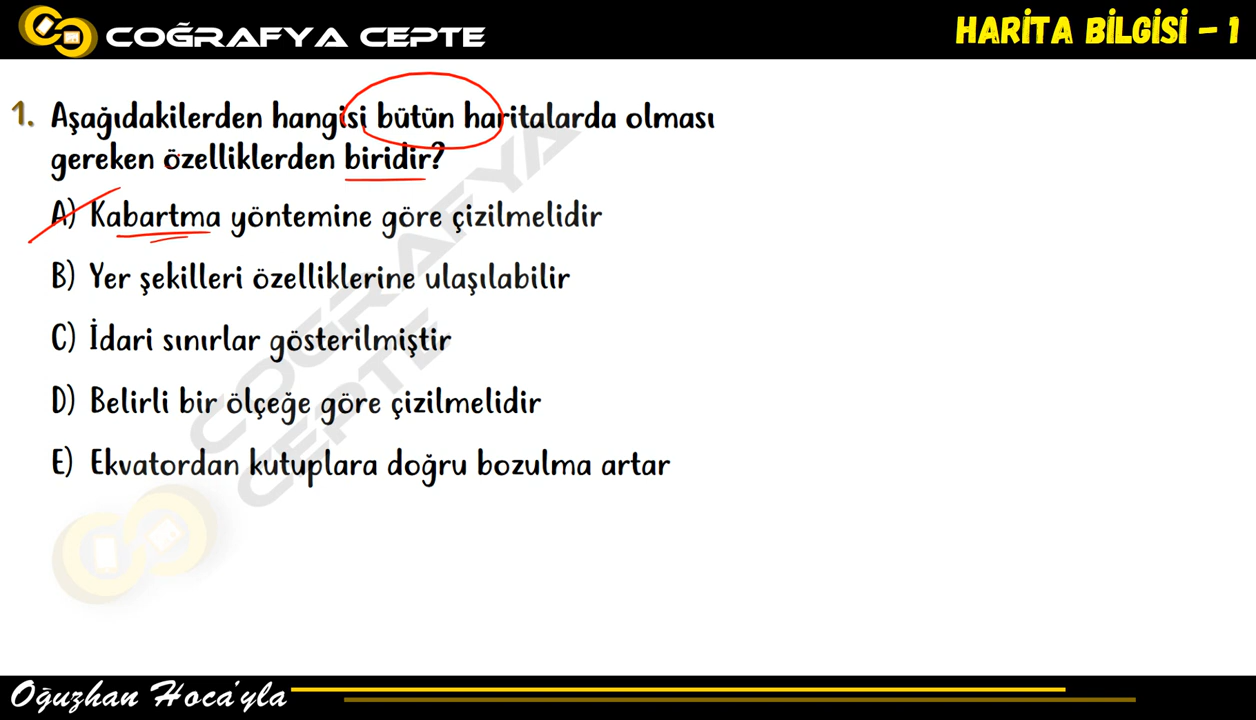 COĞRAFYA CEPTE
HARİTA BİLGİSİ – 1
1. Aşağıdakilerden hangisi bütün haritalarda olması
gereken özelliklerden biridir?
A) Kabartma yöntemine göre çizilmelidir
B) Yer şekilleri özelliklerine ulaşılabilir
C) İdari sınırlar gösterilmiştir
D) Belirli bir ölçeğe göre çizilmelidir
E) Ekvatordan kutuplara doğru bozulma artar
COĞRAFYA
CEPTE
Oğuzhan Hoca'yla